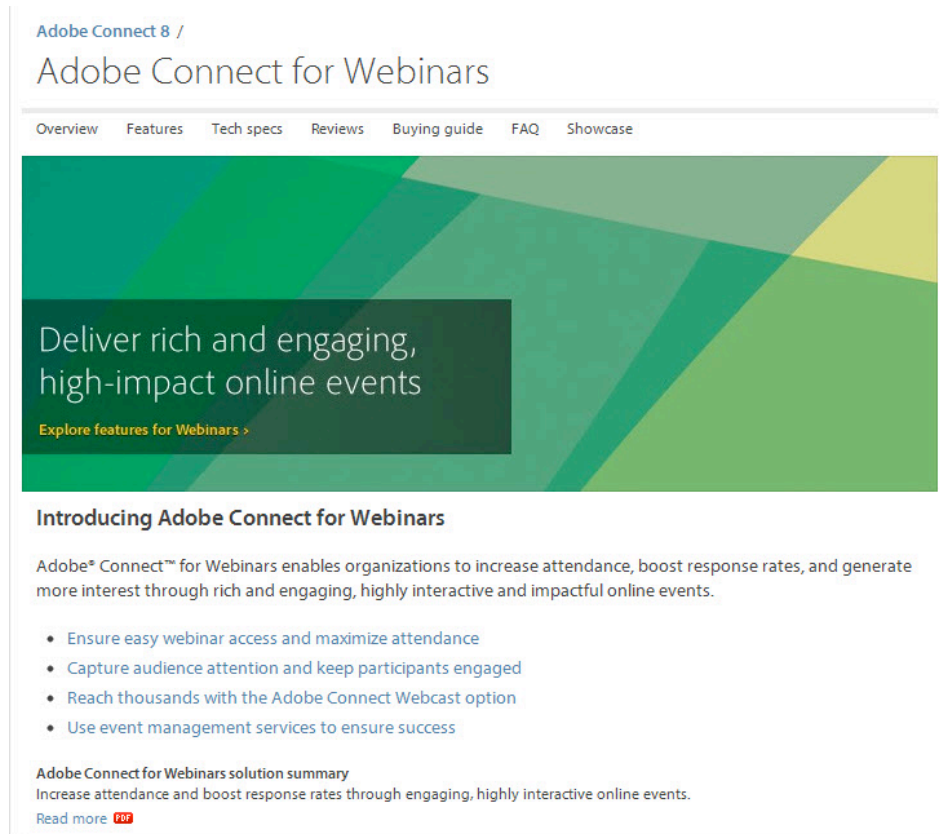 Adobe Connect 8 /
Adobe Connect for Webinars
Overview Features Tech specs Reviews Buying guide FAQ Showcase
Deliver rich and engaging,
high-impact online events
Explore features for Webinars ›
Introducing Adobe Connect for Webinars
Adobe® Connect™ for Webinars enables organizations to increase attendance, boost response rates, and generate
more interest through rich and engaging, highly interactive and impactful online events.
• Ensure easy webinar access and maximize attendance
• Capture audience attention and keep participants engaged
• Reach thousands with the Adobe Connect Webcast option
• Use event management services to ensure success
Adobe Connect for Webinars solution summary
Increase attendance and boost response rates through engaging, highly interactive online events.
Read more PDF